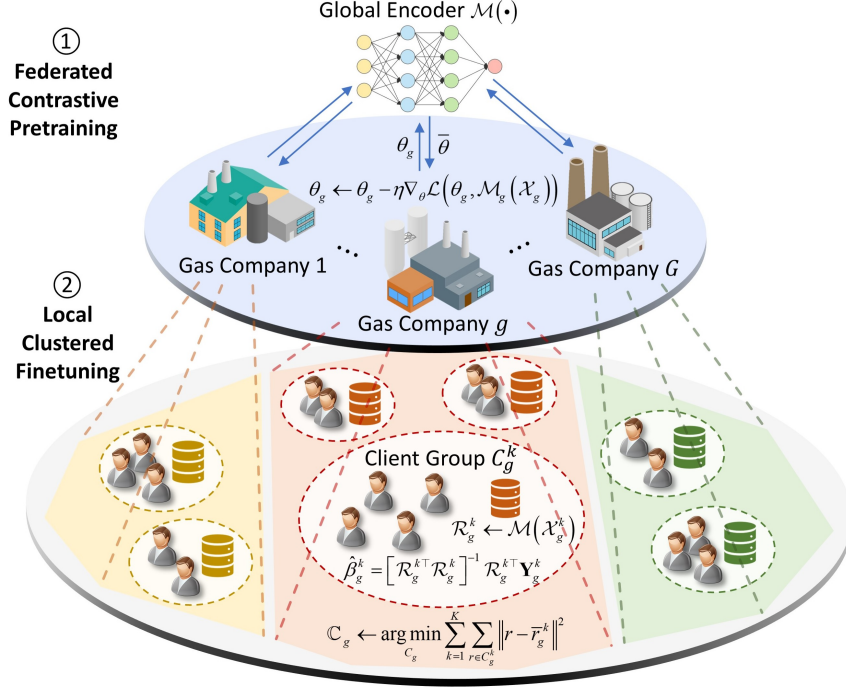 Global Encoder ℳ(•)
①
Federated
Contrastive
Pretraining
θ_g θ̄
θ_g ← θ_g − η∇_θ ℒ(θ_g, ℳ_g(𝒳_g))
Gas Company 1
...
Gas Company g
...
Gas Company G
②
Local
Clustered
Finetuning
Client Group C_g^k
ℛ_g^k ← ℳ(𝒳_g^k)
β̂_g^k = [ℛ_g^{k⊤} ℛ_g^k]^{-1} ℛ_g^{k⊤} Y_g^k
ℂ_g ← arg min_{C_g} ∑_{k=1}^{K} ∑_{r∈C_g^k} ‖r − r̄_g^k‖²